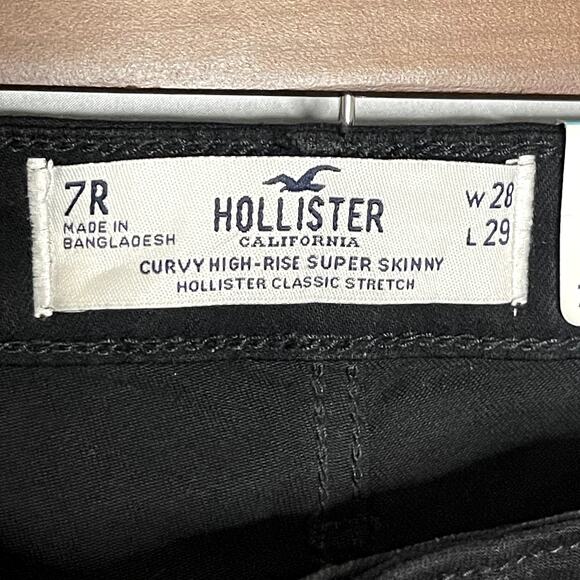 7R
MADE IN
BANGLADESH
HOLLISTER
CALIFORNIA
W 28
L 29
CURVY HIGH-RISE SUPER SKINNY
HOLLISTER CLASSIC STRETCH